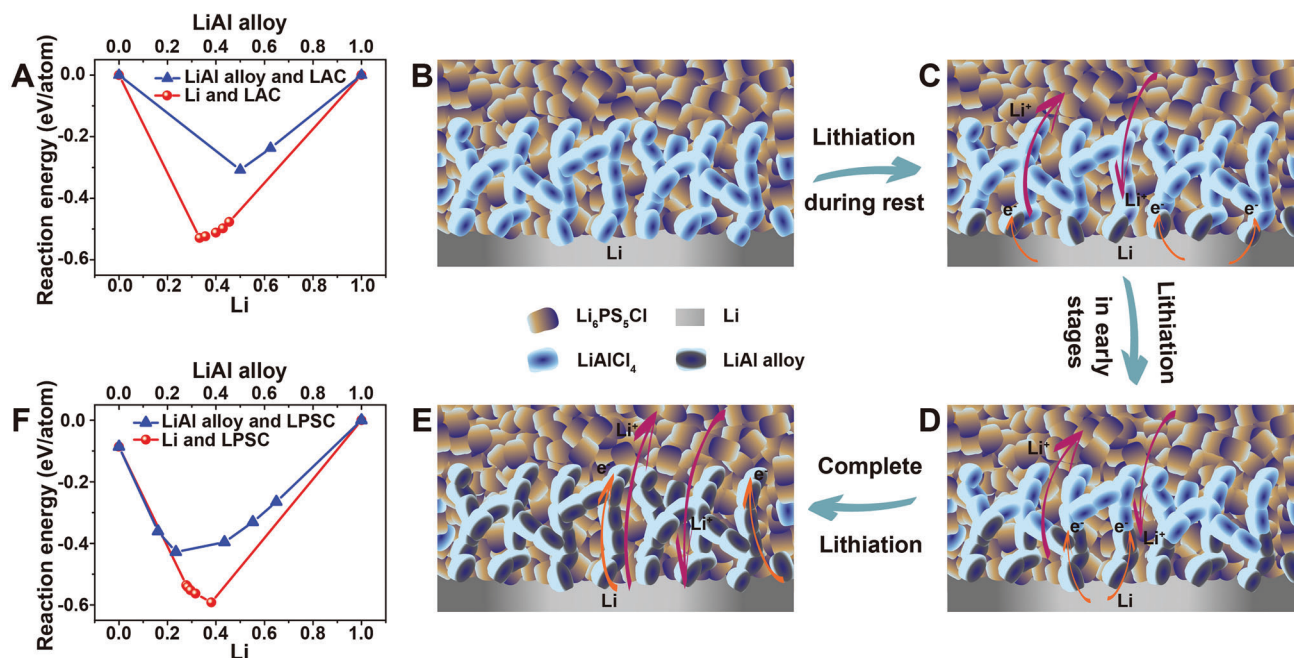 LiAl alloy
0.0 0.2 0.4 0.6 0.8 1.0
A
Reaction energy (eV/atom)
0.0
-0.2
-0.4
-0.6
LiAl alloy and LAC
Li and LAC
0.0 0.2 0.4 0.6 0.8 1.0
Li
B
Li
Lithiation
during rest
C
Li⁺
Li⁺
e⁻
e⁻
e⁻
Li
Li₆PS₅Cl
Li
LiAlCl₄
LiAl alloy
Lithiation
in early
stages
LiAl alloy
0.0 0.2 0.4 0.6 0.8 1.0
F
Reaction energy (eV/atom)
0.0
-0.2
-0.4
-0.6
LiAl alloy and LPSC
Li and LPSC
0.0 0.2 0.4 0.6 0.8 1.0
Li
E
Li⁺
e⁻
e⁻
Li⁺
Li
Complete
Lithiation
D
Li⁺
e⁻
e⁻
Li⁺
Li